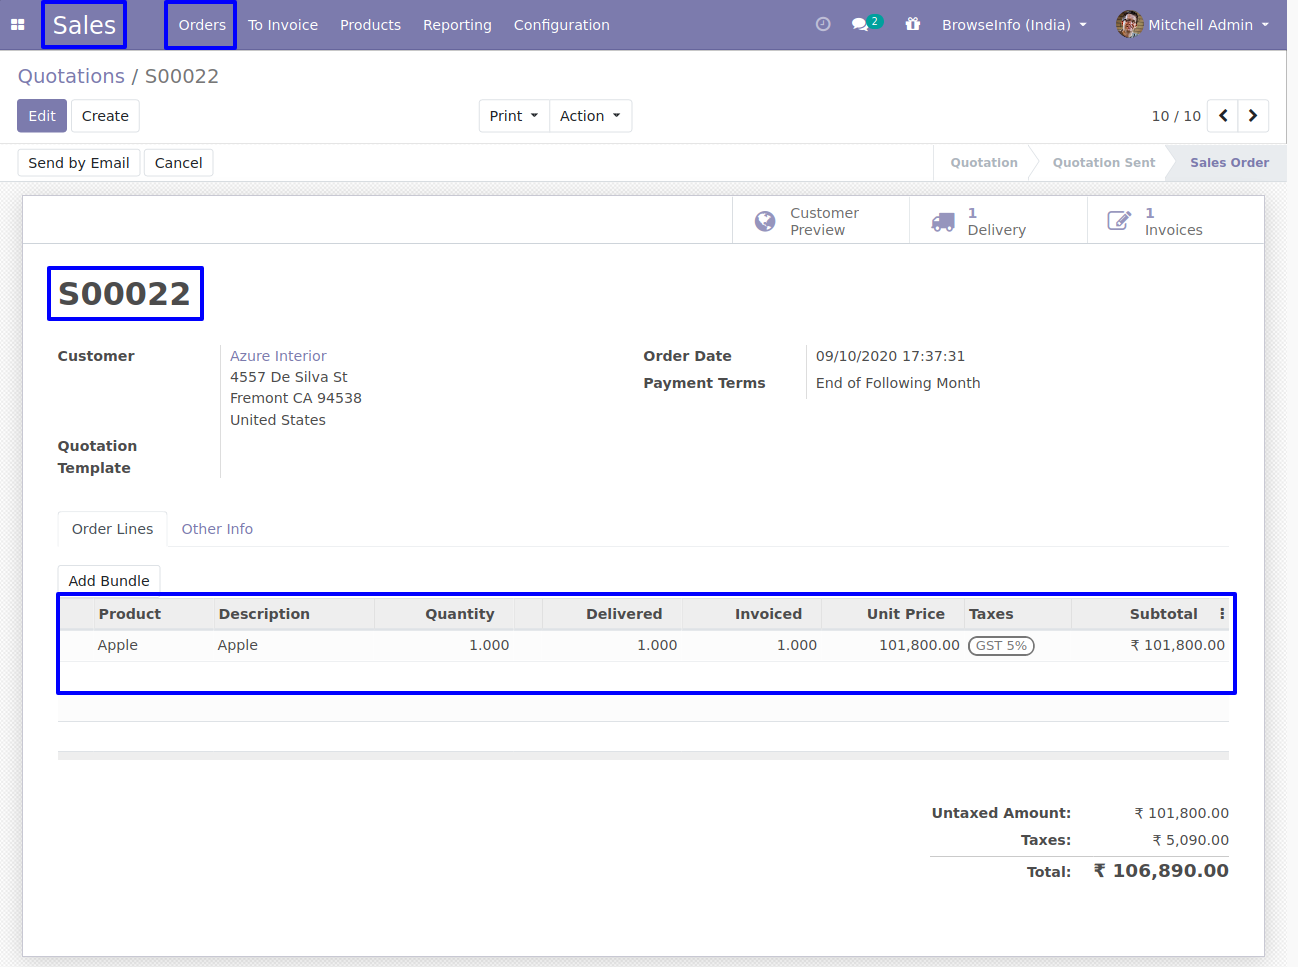 Sales Orders To Invoice Products Reporting Configuration 2 BrowseInfo (India) Mitchell Admin
Quotations / S00022
Edit Create Print Action 10 / 10
Send by Email Cancel Quotation Quotation Sent Sales Order
Customer Preview
1 Delivery
1 Invoices
S00022
Customer
Azure Interior
4557 De Silva St
Fremont CA 94538
United States
Quotation Template
Order Date 09/10/2020 17:37:31
Payment Terms End of Following Month
Order Lines Other Info
Add Bundle
Product Description Quantity Delivered Invoiced Unit Price Taxes Subtotal
Apple Apple 1.000 1.000 1.000 101,800.00 GST 5% ₹ 101,800.00
Untaxed Amount: ₹ 101,800.00
Taxes: ₹ 5,090.00
Total: ₹ 106,890.00